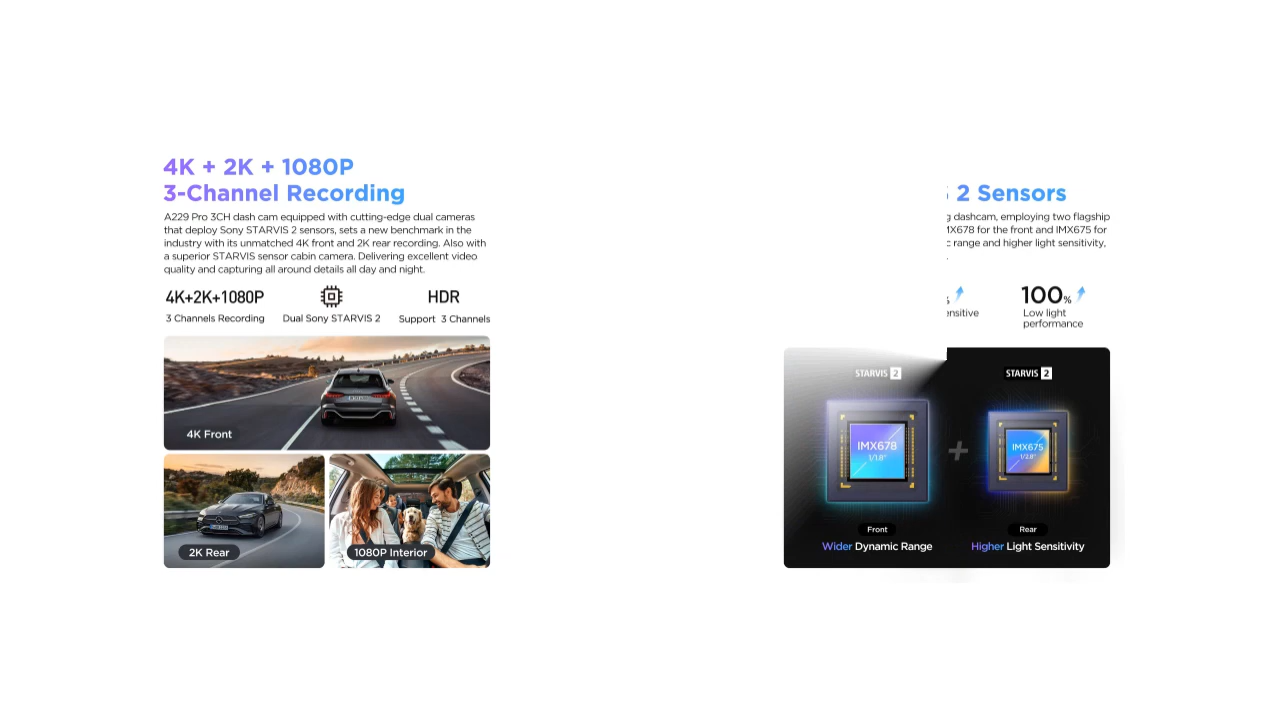 4K + 2K + 1080P
3-Channel Recording
A229 Pro 3CH dash cam equipped with cutting-edge dual cameras
that deploy Sony STARVIS 2 sensors, sets a new benchmark in the
industry with its unmatched 4K front and 2K rear recording. Also with
a superior STARVIS sensor cabin camera. Delivering excellent video
quality and capturing all around details all day and night.
4K+2K+1080P
3 Channels Recording
Dual Sony STARVIS 2
HDR
Support 3 Channels
4K Front
2K Rear
1080P Interior
2 Sensors
dashcam, employing two flagship
for the front and IMX675 for
range and higher light sensitivity,
100%
Low light
performance
STARVIS 2
IMX678
1/1.8"
Front
Wider Dynamic Range
+
STARVIS 2
IMX675
1/2.8"
Rear
Higher Light Sensitivity